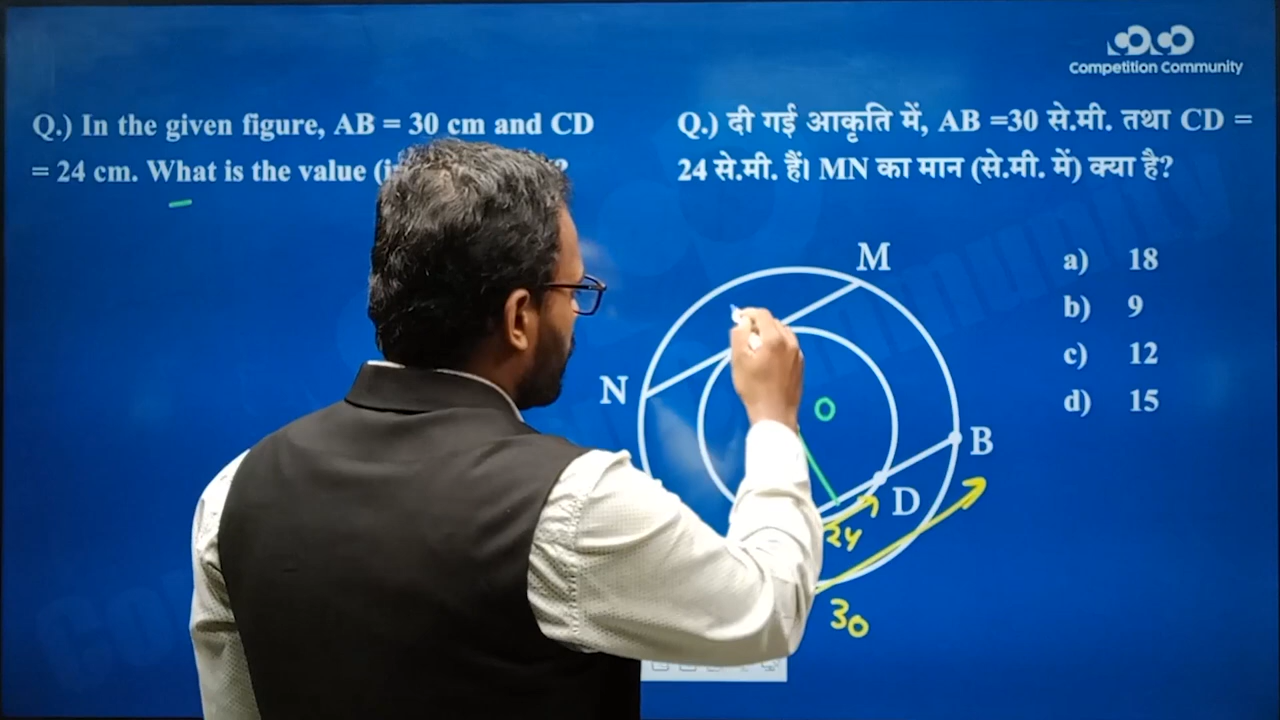 Competition Community
Q.) In the given figure, AB = 30 cm and CD
= 24 cm. What is the value
Q.) दी गई आकृति में, AB =30 से.मी. तथा CD =
24 से.मी. हैं। MN का मान (से.मी. में) क्या है?
M
N
O
B
D
24
30
a) 18
b) 9
c) 12
d) 15